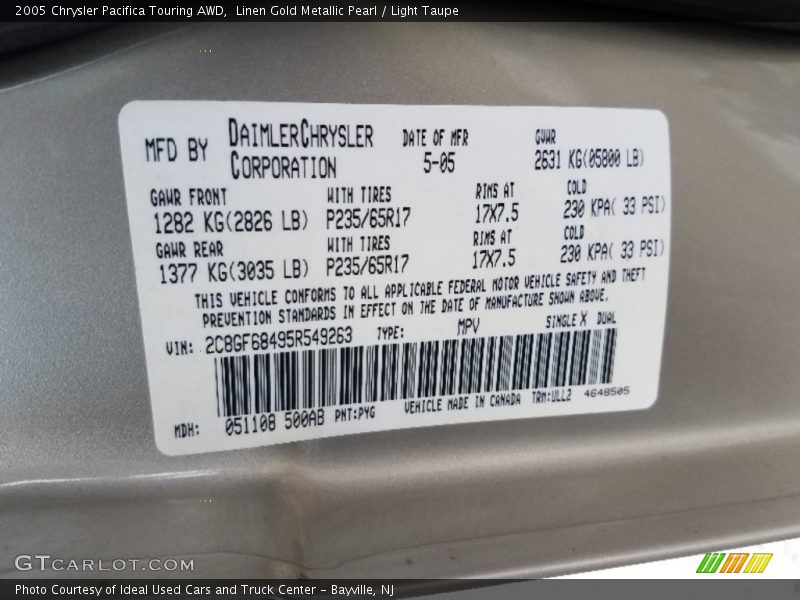 2005 Chrysler Pacifica Touring AWD,  Linen Gold Metallic Pearl / Light Taupe
MFD BY DAIMLERCHRYSLER CORPORATION DATE OF MFR 5-05 GVWR 2631 KG(05800 LB)
GAWR FRONT WITH TIRES RIMS AT COLD
1282 KG(2826 LB) P235/65R17 17X7.5 230 KPA( 33 PSI)
GAWR REAR WITH TIRES RIMS AT COLD
1377 KG(3035 LB) P235/65R17 17X7.5 230 KPA( 33 PSI)
THIS VEHICLE CONFORMS TO ALL APPLICABLE FEDERAL MOTOR VEHICLE SAFETY AND THEFT
PREVENTION STANDARDS IN EFFECT ON THE DATE OF MANUFACTURE SHOWN ABOVE.
VIN: 2C8GF68495R549263 TYPE: MPV SINGLE X DUAL
MDH: 051108 500AB PNT:PYG VEHICLE MADE IN CANADA TRM:ULL2 4648505
GTCARLOT.COM
Photo Courtesy of Ideal Used Cars and Truck Center - Bayville, NJ